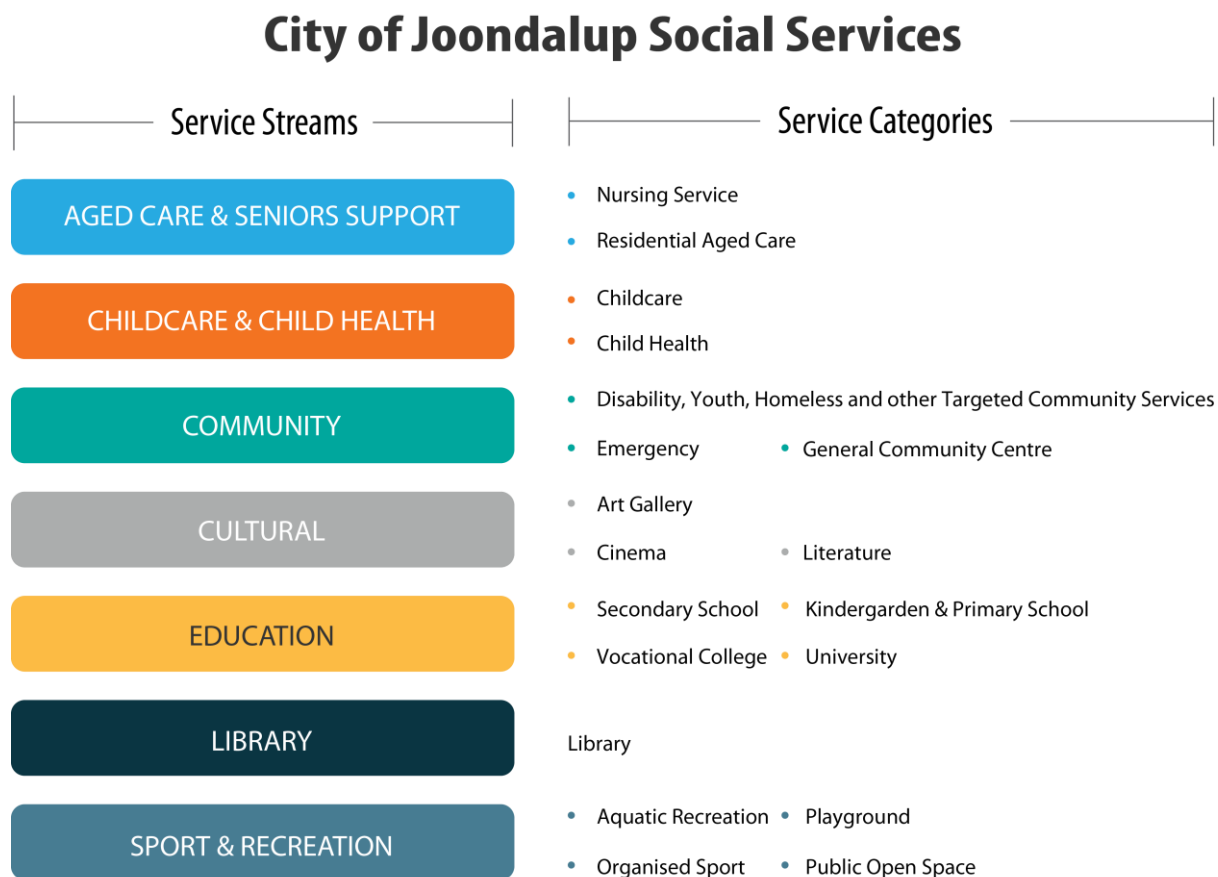 City of Joondalup Social Services
Service Streams
Service Categories
AGED CARE & SENIORS SUPPORT
Nursing Service
Residential Aged Care
CHILDCARE & CHILD HEALTH
Childcare
Child Health
COMMUNITY
Disability, Youth, Homeless and other Targeted Community Services
Emergency
General Community Centre
CULTURAL
Art Gallery
Cinema
Literature
EDUCATION
Secondary School
Kindergarden & Primary School
Vocational College
University
LIBRARY
Library
SPORT & RECREATION
Aquatic Recreation
Playground
Organised Sport
Public Open Space